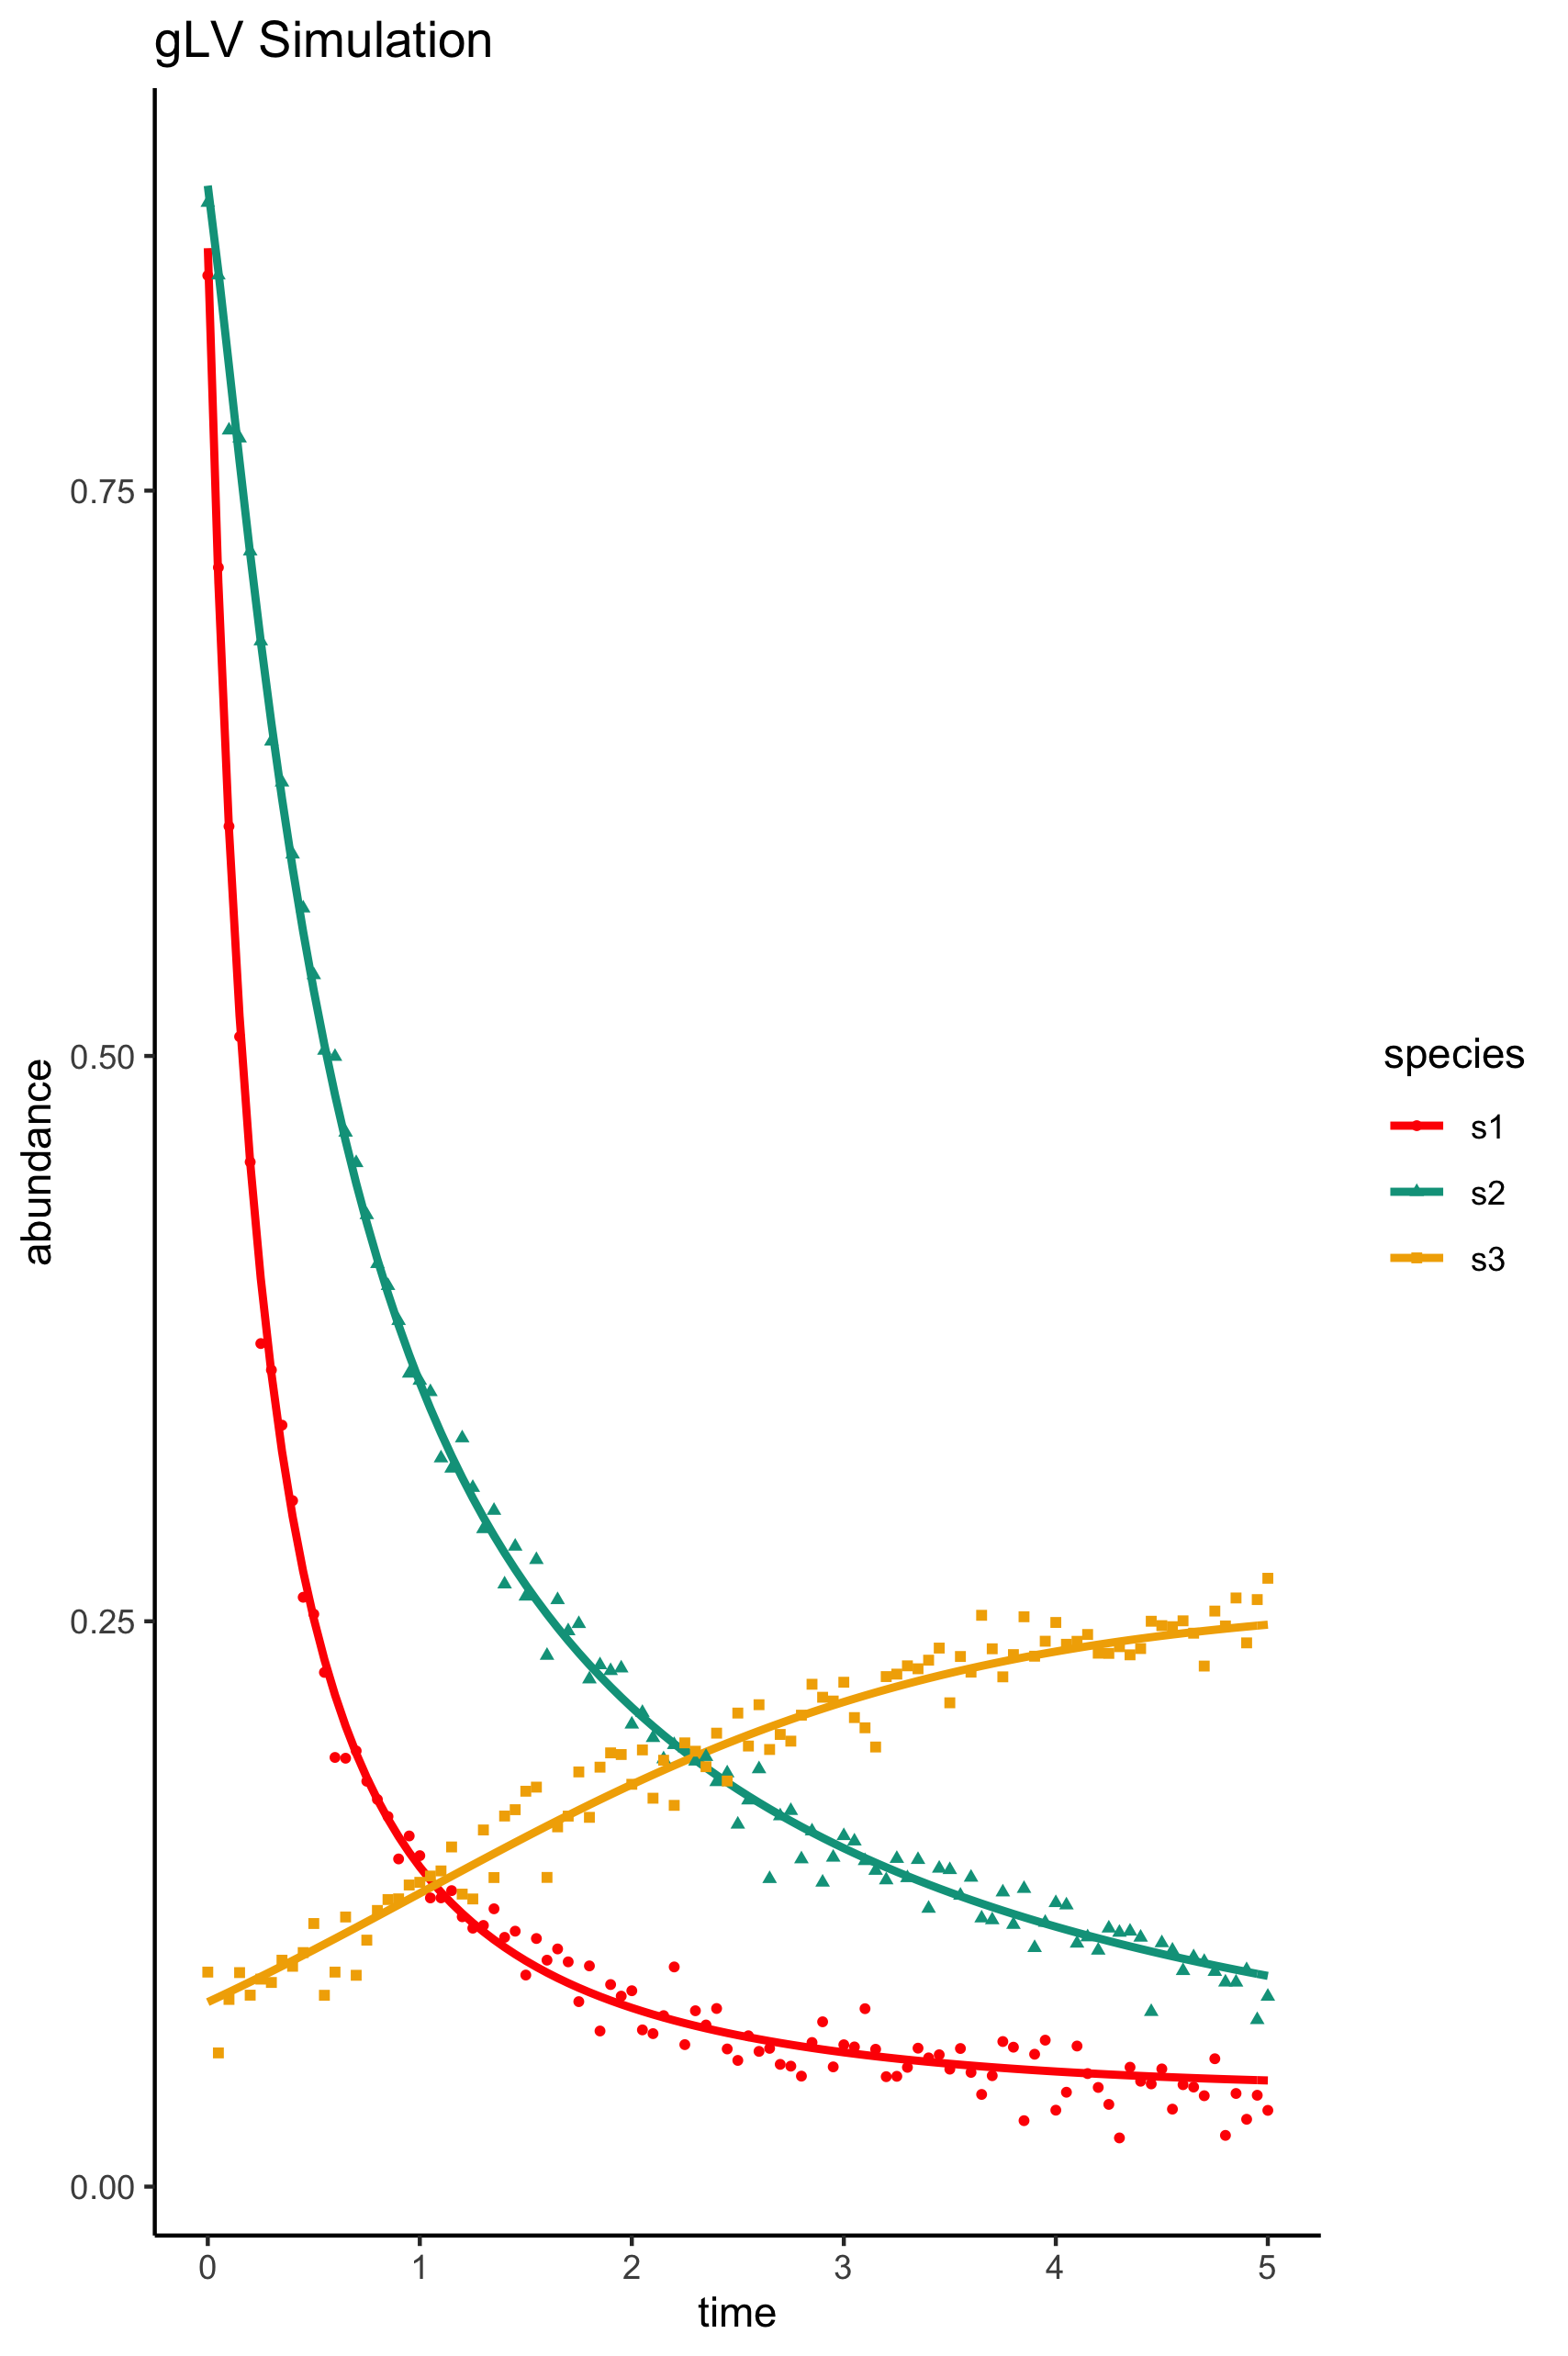 gLV Simulation
abundance
0.75
0.50
0.25
0.00
0 1 2 3 4 5
time
species
s1
s2
s3